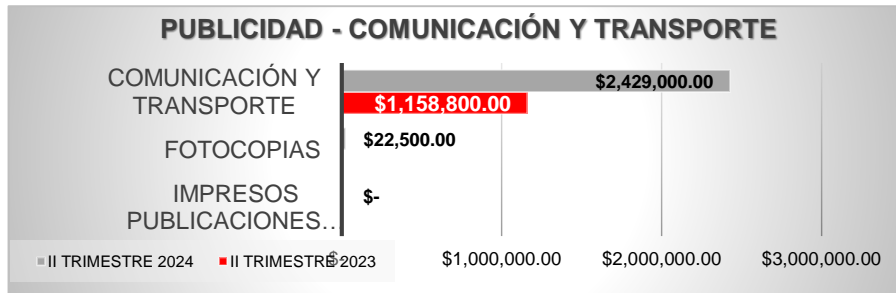 PUBLICIDAD - COMUNICACIÓN Y TRANSPORTE
COMUNICACIÓN Y
TRANSPORTE
$2,429,000.00
$1,158,800.00
FOTOCOPIAS
$22,500.00
IMPRESOS
PUBLICACIONES…
$-
$- $1,000,000.00 $2,000,000.00 $3,000,000.00
II TRIMESTRE 2024 II TRIMESTRE 2023